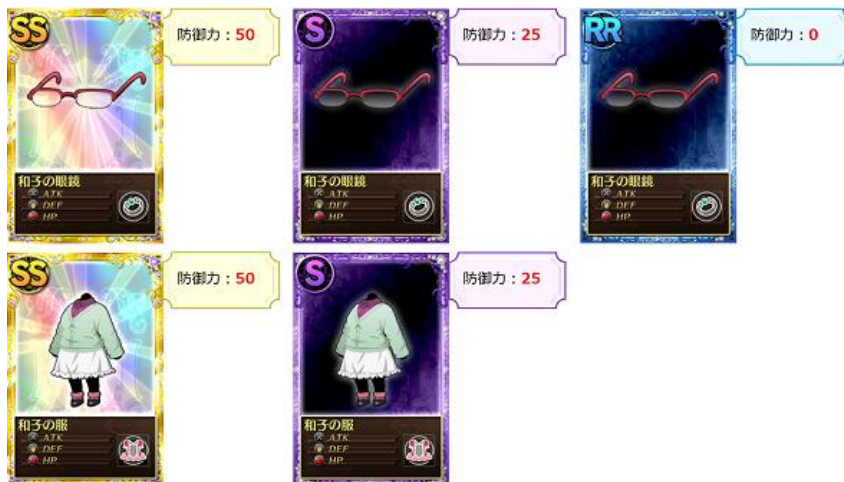 SS
防御力：50
S
防御力：25
RR
防御力：0
和子の眼鏡
ATK
DEF
HP
和子の眼鏡
ATK
DEF
HP
和子の眼鏡
ATK
DEF
HP
SS
防御力：50
S
防御力：25
和子の服
ATK
DEF
HP
和子の服
ATK
DEF
HP